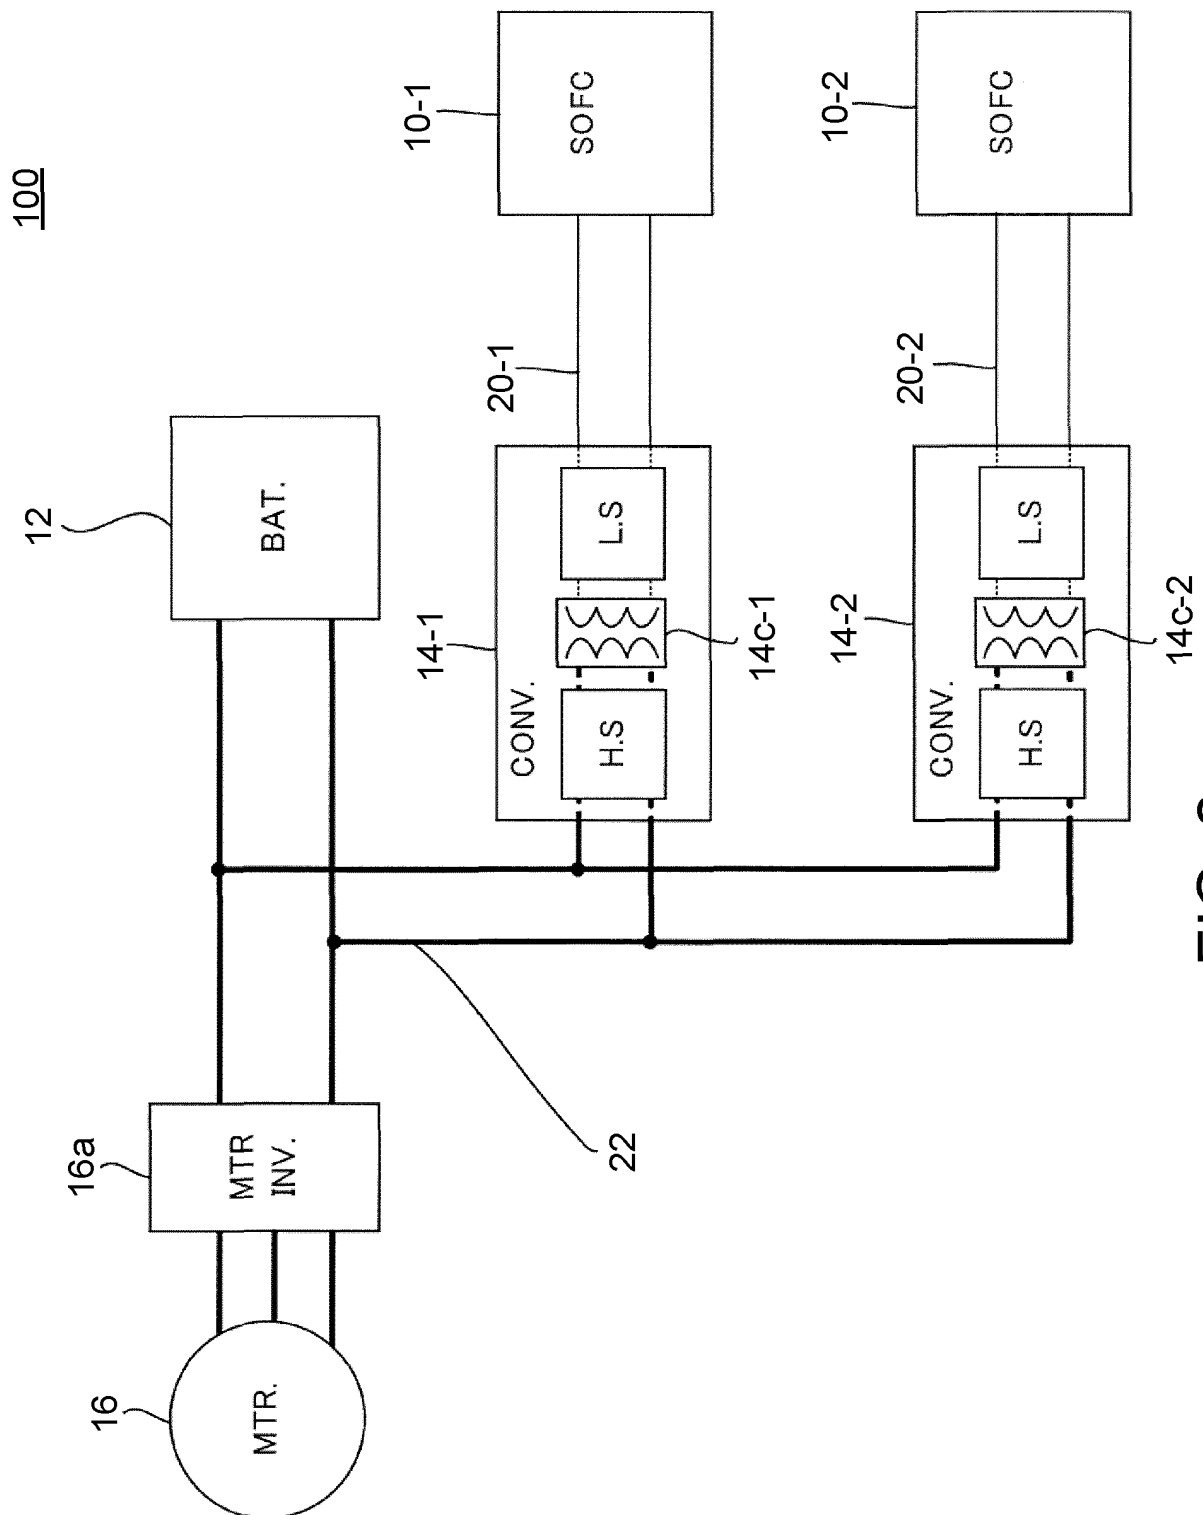 100
16
MTR.
16a
MTR
INV.
12
BAT.
22
14-1
CONV.
H.S
L.S
14c-1
20-1
10-1
SOFC
14-2
CONV.
H.S
L.S
14c-2
20-2
10-2
SOFC